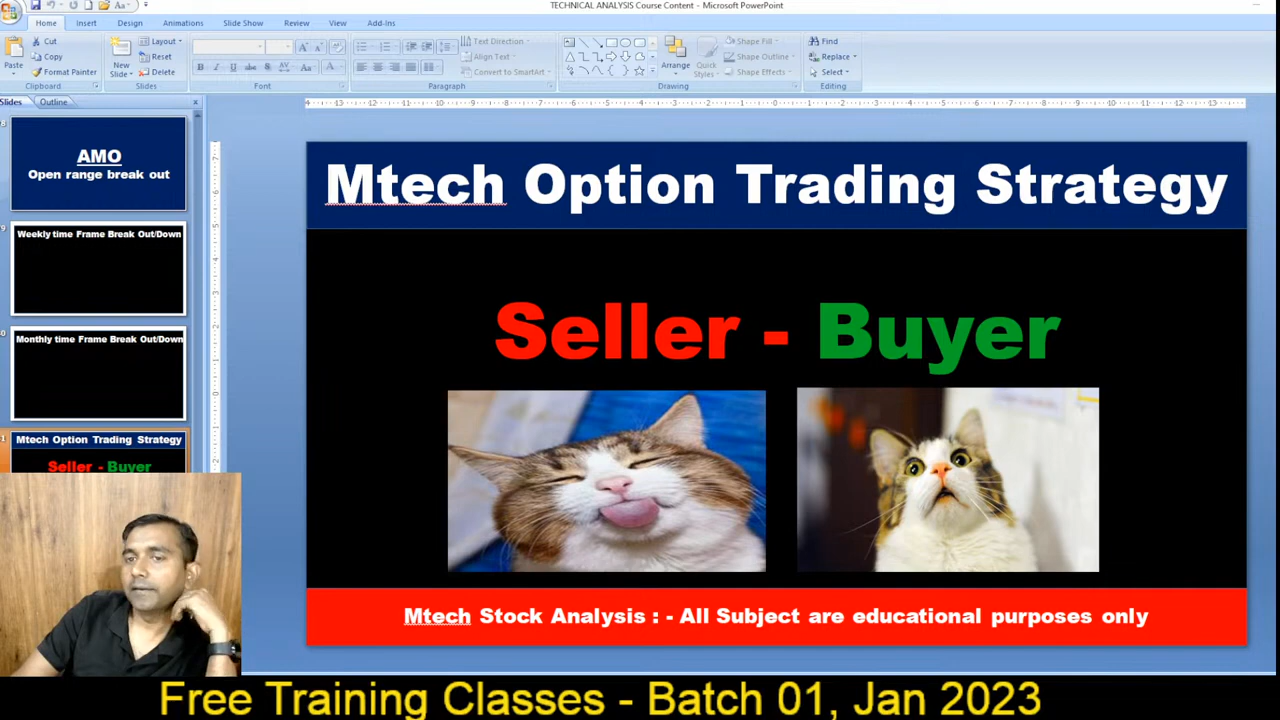 TECHNICAL ANALYSIS Course Content - Microsoft PowerPoint
Home Insert Design Animations Slide Show Review View Add-Ins
Paste
Cut
Copy
Format Painter
Clipboard
New Slide
Layout
Reset
Delete
Slides
Font
Text Direction
Align Text
Convert to SmartArt
Paragraph
Arrange
Quick Styles
Shape Fill
Shape Outline
Shape Effects
Drawing
Find
Replace
Select
Editing
Slides Outline
AMO
Open range break out
Weekly time Frame Break Out/Down
Monthly time Frame Break Out/Down
Mtech Option Trading Strategy
Seller - Buyer
Mtech Option Trading Strategy
Seller - Buyer
Mtech Stock Analysis : - All Subject are educational purposes only
Free Training Classes - Batch 01, Jan 2023